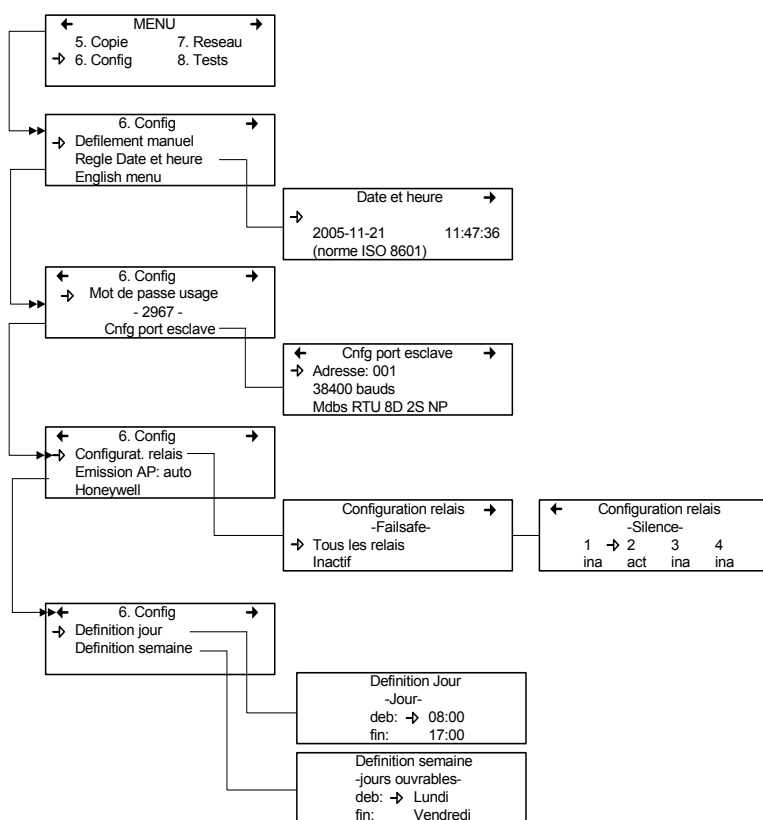 MENU
5. Copie 7. Reseau
6. Config 8. Tests
6. Config
Defilement manuel
Regle Date et heure
English menu
Date et heure
2005-11-21 11:47:36
(norme ISO 8601)
6. Config
Mot de passe usage
- 2967 -
Cnfg port esclave
Cnfg port esclave
Adresse: 001
38400 bauds
Mdbs RTU 8D 2S NP
6. Config
Configurat. relais
Emission AP: auto
Honeywell
Configuration relais
-Failsafe-
Tous les relais
Inactif
Configuration relais
-Silence-
1 2 3 4
ina act ina ina
6. Config
Definition jour
Definition semaine
Definition Jour
-Jour-
deb: 08:00
fin: 17:00
Definition semaine
-jours ouvrables-
deb: Lundi
fin: Vendredi